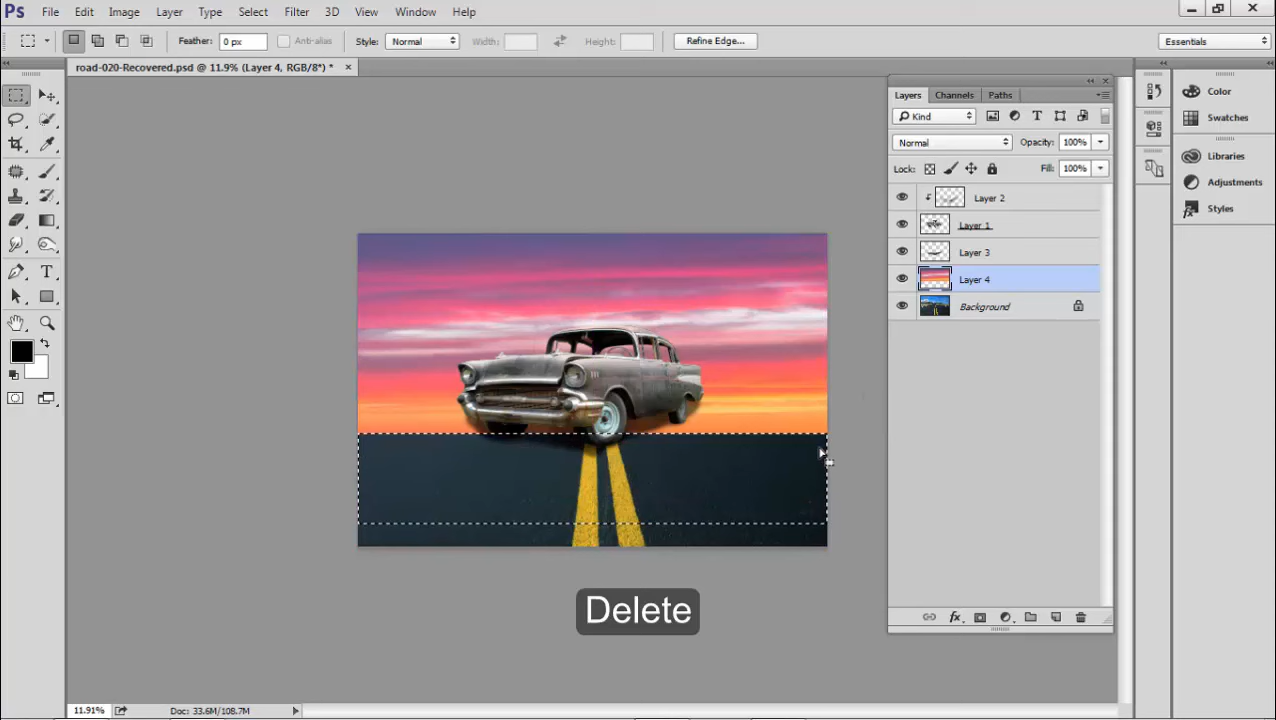 Ps File Edit Image Layer Type Select Filter 3D View Window Help
Feather: 0 px Anti-alias Style: Normal Width: Height: Refine Edge... Essentials
road-020-Recovered.psd @ 11.9% (Layer 4, RGB/8*) *
Layers Channels Paths
Kind
Normal Opacity: 100%
Lock: Fill: 100%
Layer 2
Layer 1
Layer 3
Layer 4
Background
Color
Swatches
Libraries
Adjustments
Styles
Delete
11.91% Doc: 33.6M/108.7M